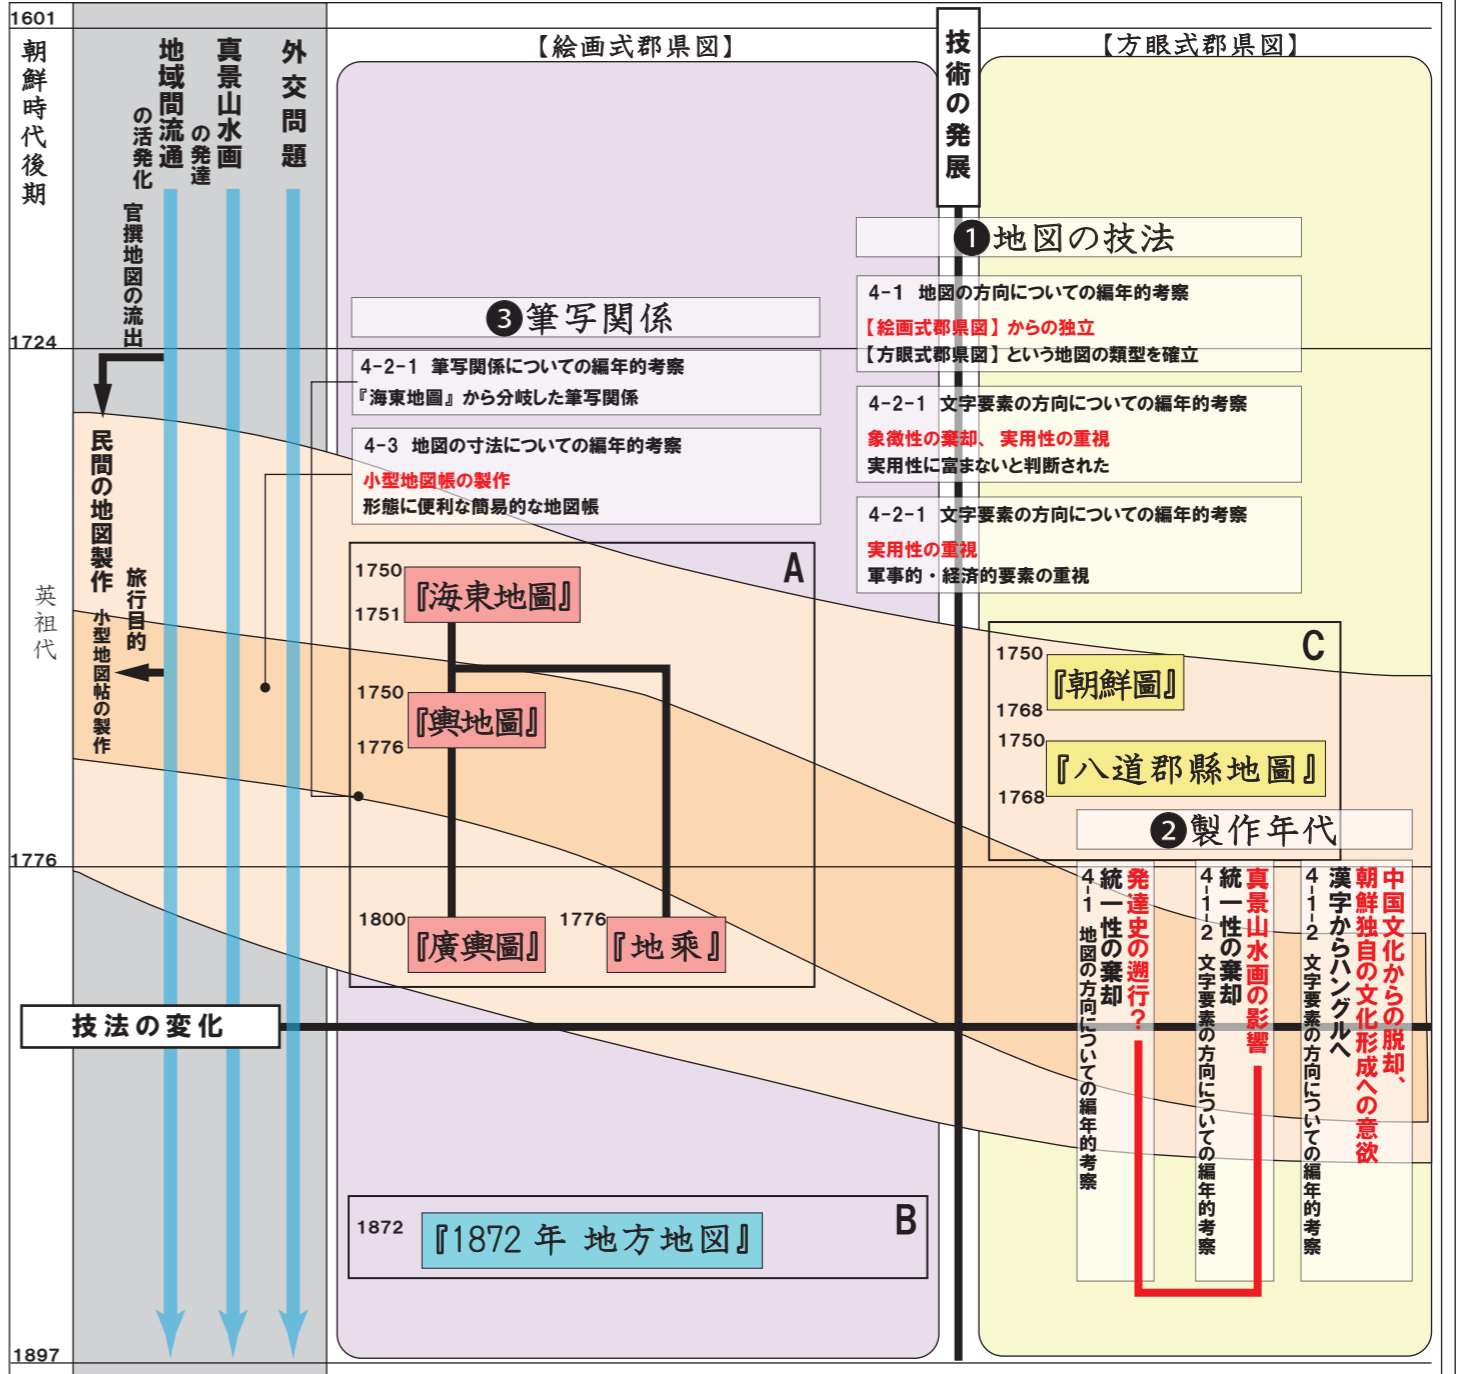 1601
朝鮮時代後期
地域間流通
の活発化
真景山水画
の発達
外交問題
官撰地図の流出
1724
民間の地図製作
旅行目的
小型地図帖の製作
英祖代
1776
技法の変化
1897
【絵画式郡県図】
❸筆写関係
4-2-1 筆写関係についての編年的考察
『海東地圖』から分岐した筆写関係
4-3 地図の寸法についての編年的考察
小型地図帳の製作
形態に便利な簡易的な地図帳
A
1750
『海東地圖』
1751
1750
『輿地圖』
1776
1800
『廣輿圖』
1776
『地乘』
1872
『1872年 地方地図』
B
技術の発展
【方眼式郡県図】
❶地図の技法
4-1 地図の方向についての編年的考察
【絵画式郡県図】からの独立
【方眼式郡県図】という地図の類型を確立
4-2-1 文字要素の方向についての編年的考察
象徴性の棄却、実用性の重視
実用性に富まないと判断された
4-2-1 文字要素の方向についての編年的考察
実用性の重視
軍事的・経済的要素の重視
C
1750
『朝鮮圖』
1768
1750
『八道郡縣地圖』
1768
❷製作年代
中国文化からの脱却、
朝鮮独自の文化形成への意欲
漢字からハングルへ
4-1-2 文字要素の方向についての編年的考察
真景山水画の影響
統一性の棄却
4-1-2 文字要素の方向についての編年的考察
発達史の遡行?
統一性の棄却
4-1 地図の方向についての編年的考察